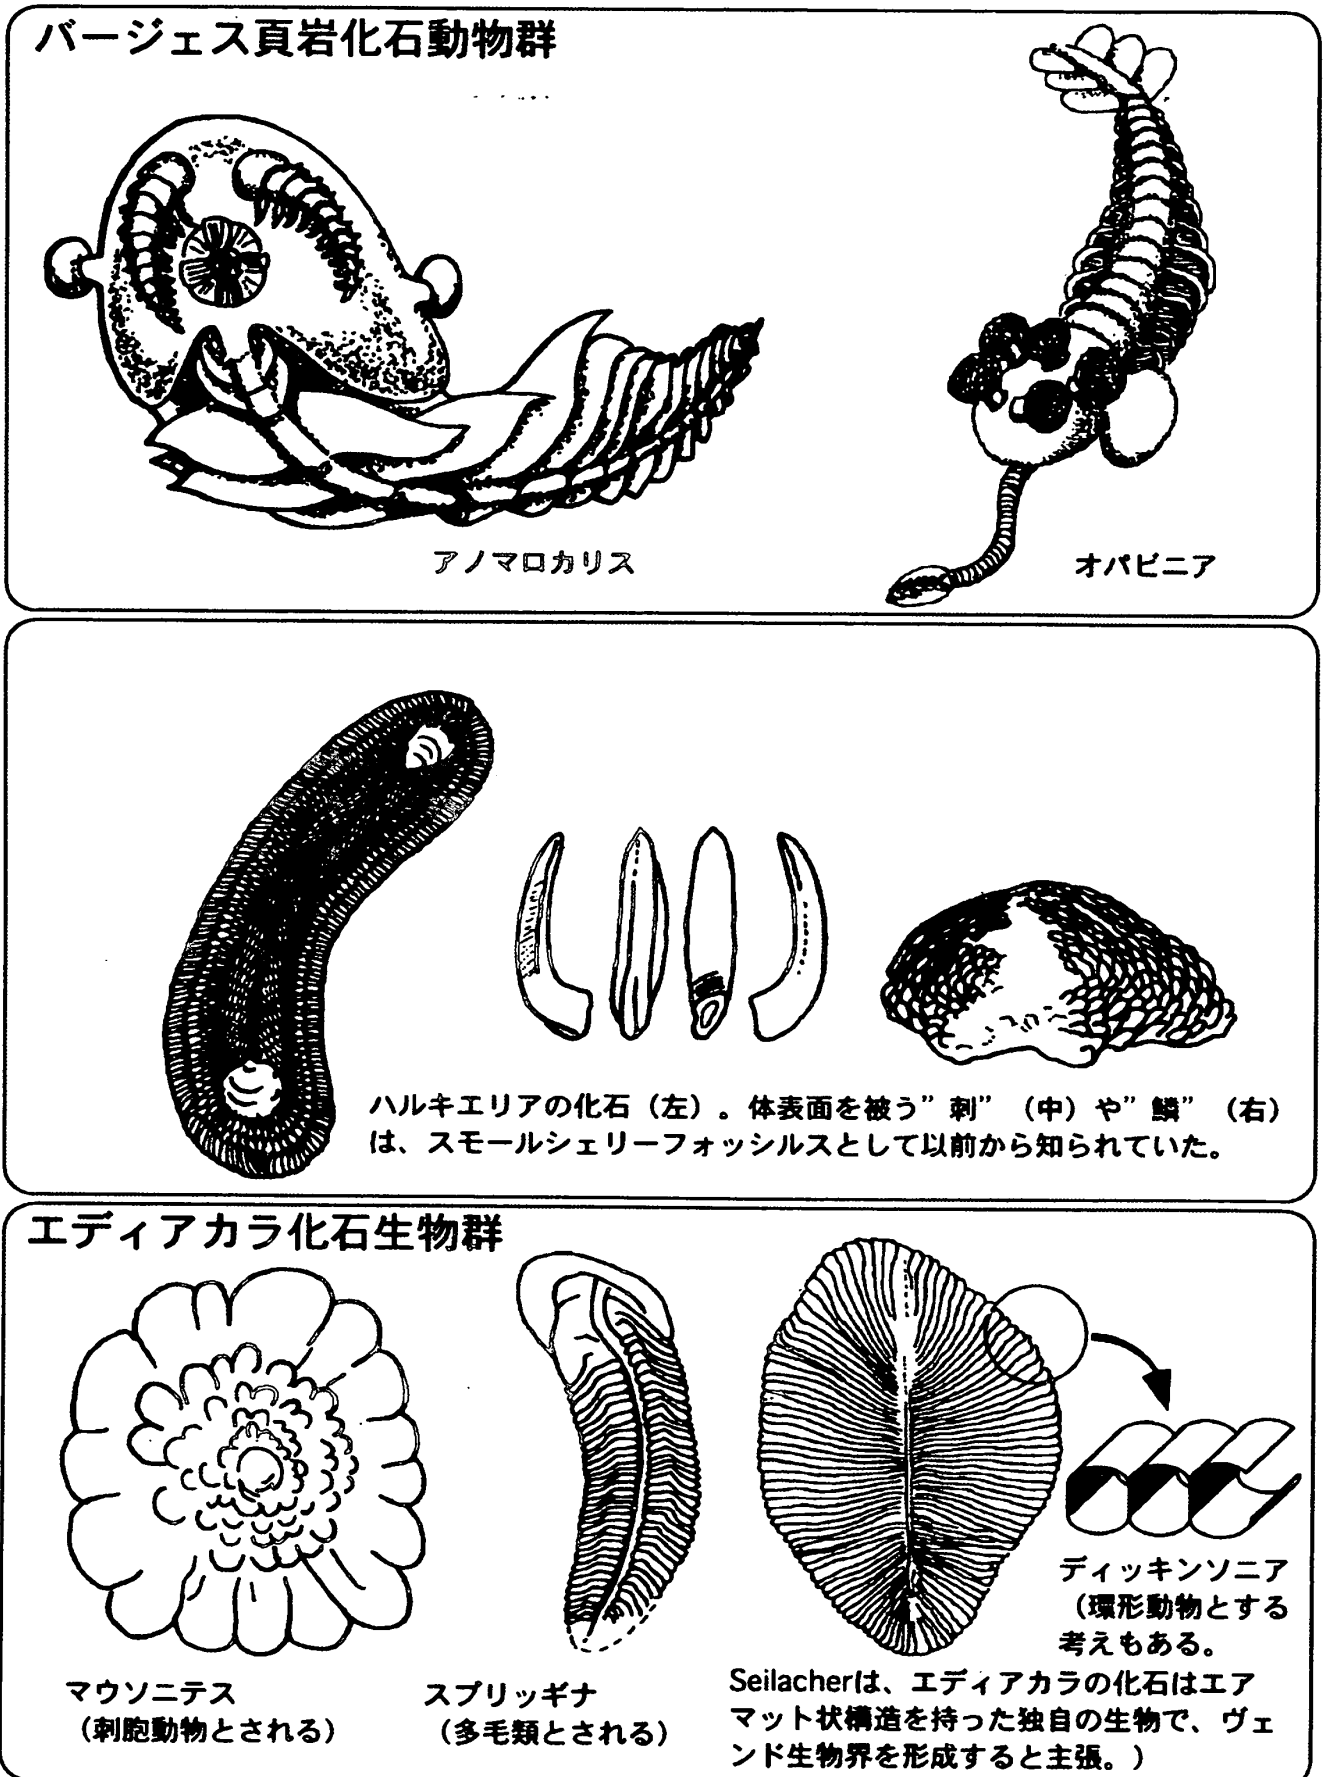 バージェス頁岩化石動物群
アノマロカリス
オパビニア
ハルキエリアの化石（左）。体表面を被う”刺”（中）や”鱗”（右）
は、スモールシェリーフォッシルスとして以前から知られていた。
エディアカラ化石生物群
マウソニテス
（刺胞動物とされる）
スプリッギナ
（多毛類とされる）
ディッキンソニア
（環形動物とする
考えもある。
Seilacherは、エディアカラの化石はエア
マット状構造を持った独自の生物で、ヴェ
ンド生物界を形成すると主張。）